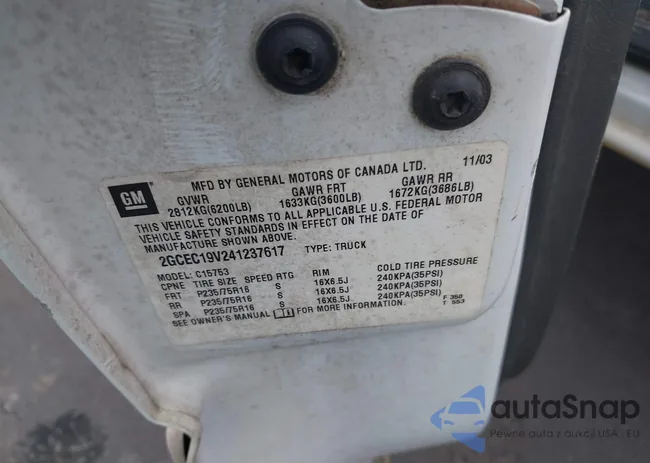 MFD BY GENERAL MOTORS OF CANADA LTD. 11/03
GM
GVWR GAWR FRT GAWR RR
2812KG(6200LB) 1633KG(3600LB) 1672KG(3686LB)
THIS VEHICLE CONFORMS TO ALL APPLICABLE U.S. FEDERAL MOTOR
VEHICLE SAFETY STANDARDS IN EFFECT ON THE DATE OF
MANUFACTURE SHOWN ABOVE.
2GCEC19V241237617 TYPE: TRUCK
MODEL: C15753
CPNE TIRE SIZE SPEED RTG RIM COLD TIRE PRESSURE
FRT P235/75R16 S 16X6.5J 240KPA(35PSI)
RR P235/75R16 S 16X6.5J 240KPA(35PSI)
SPA P235/75R16 S 16X6.5J 240KPA(35PSI)
SEE OWNER'S MANUAL FOR MORE INFORMATION. F 350
T 553
autaSnap
Pewne auta z aukcji USA i EU